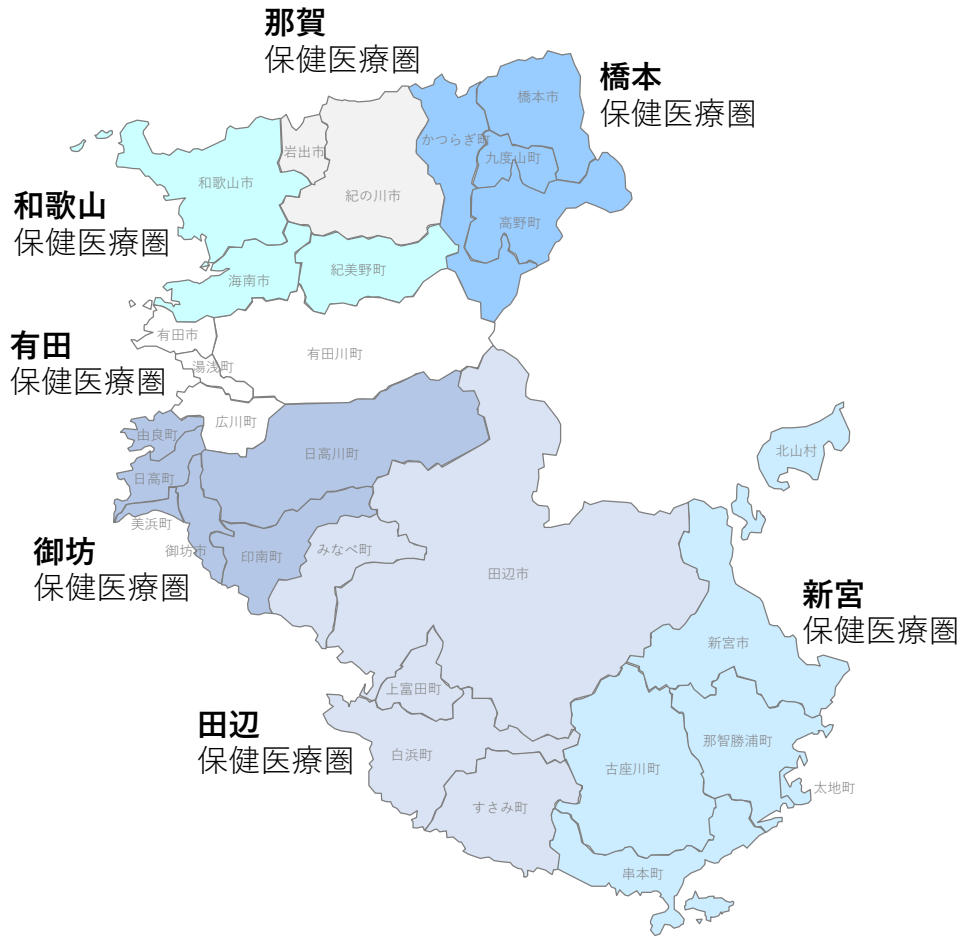 那賀
保健医療圏
橋本
保健医療圏
橋本市
かつらぎ町
岩出市
九度山町
和歌山市
紀の川市
和歌山
保健医療圏
高野町
紀美野町
海南市
有田
保健医療圏
有田市
有田川町
湯浅町
広川町
由良町
日高川町
北山村
日高町
美浜町
御坊市
印南町
みなべ町
御坊
保健医療圏
田辺市
新宮
保健医療圏
新宮市
上富田町
田辺
保健医療圏
白浜町
那智勝浦町
古座川町
太地町
すさみ町
串本町